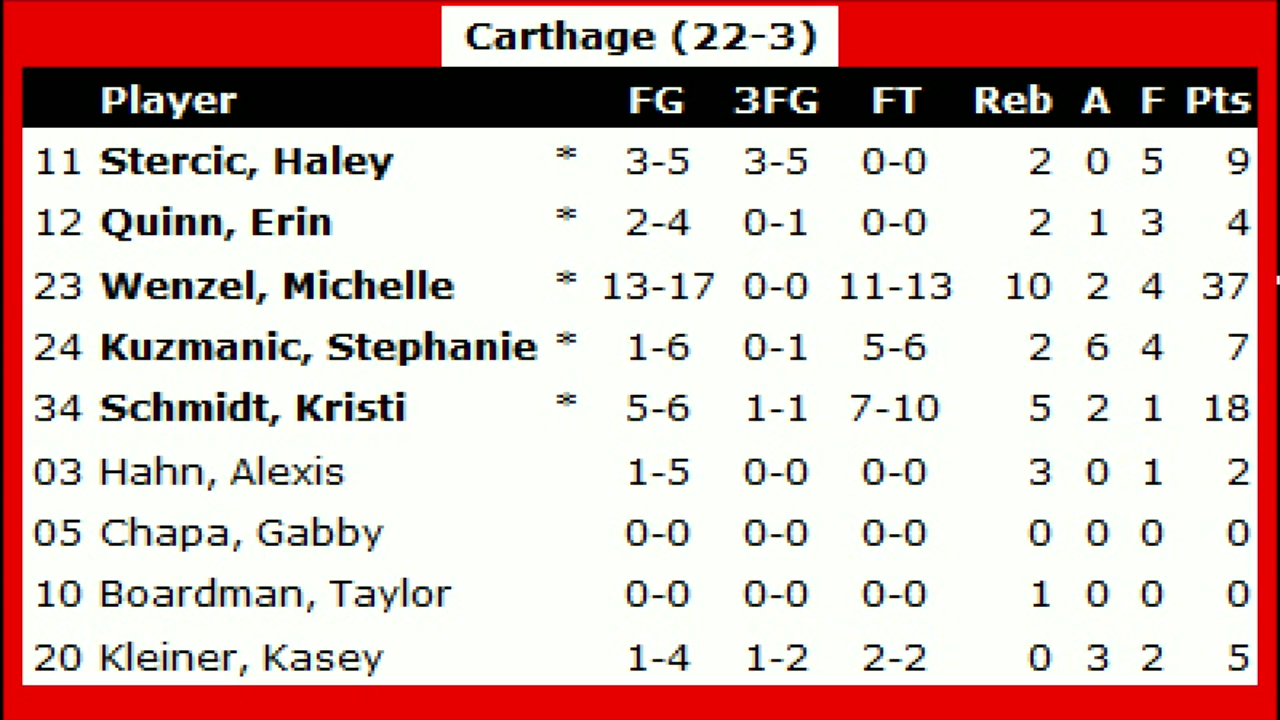 Carthage (22-3)
Player FG 3FG FT Reb A F Pts
11 Stercic, Haley * 3-5 3-5 0-0 2 0 5 9
12 Quinn, Erin * 2-4 0-1 0-0 2 1 3 4
23 Wenzel, Michelle * 13-17 0-0 11-13 10 2 4 37
24 Kuzmanic, Stephanie * 1-6 0-1 5-6 2 6 4 7
34 Schmidt, Kristi * 5-6 1-1 7-10 5 2 1 18
03 Hahn, Alexis 1-5 0-0 0-0 3 0 1 2
05 Chapa, Gabby 0-0 0-0 0-0 0 0 0 0
10 Boardman, Taylor 0-0 0-0 0-0 1 0 0 0
20 Kleiner, Kasey 1-4 1-2 2-2 0 3 2 5